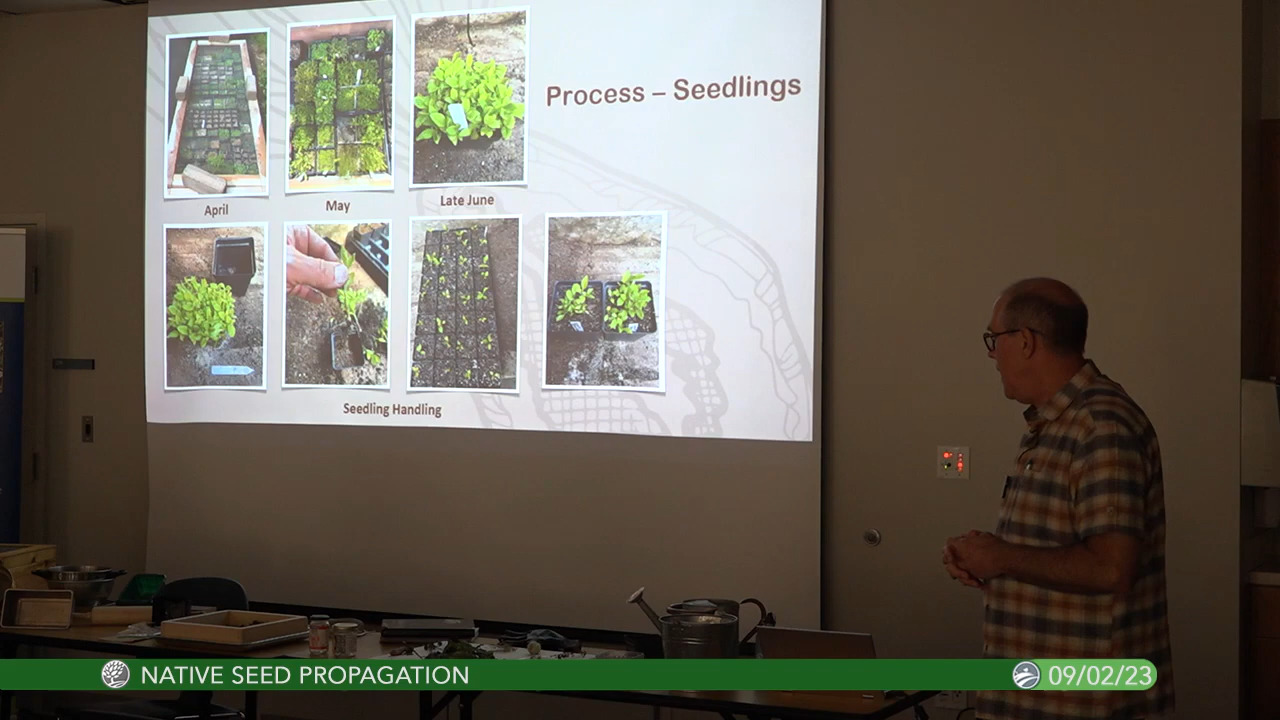 Process – Seedlings
April
May
Late June
Seedling Handling
NATIVE SEED PROPAGATION
09/02/23